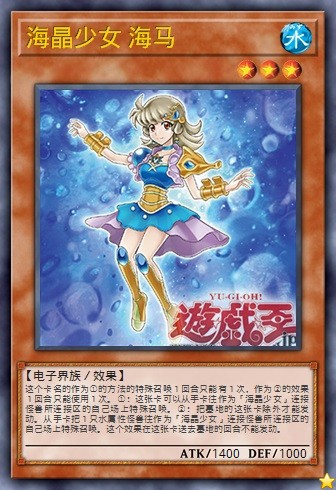 海晶少女 海马
水
YU-GI-OH!
遊戯王
【电子界族／效果】
这个卡名的作为①的方法的特殊召唤1回合只能有1次，作为②的效果
1回合只能使用1次。①：这张卡可以从手卡往作为「海晶少女」连接
怪兽所连接区的自己场上特殊召唤。②：把墓地的这张卡除外才能发
动。从手卡把1只水属性怪兽往作为「海晶少女」连接怪兽所连接区的
自己场上特殊召唤。这个效果在这张卡送去墓地的回合不能发动。
ATK/1400 DEF/1000